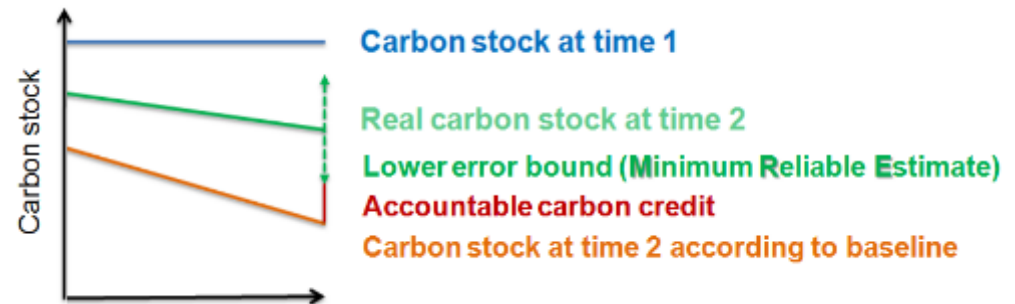 Carbon stock
Carbon stock at time 1
Real carbon stock at time 2
Lower error bound (Minimum Reliable Estimate)
Accountable carbon credit
Carbon stock at time 2 according to baseline